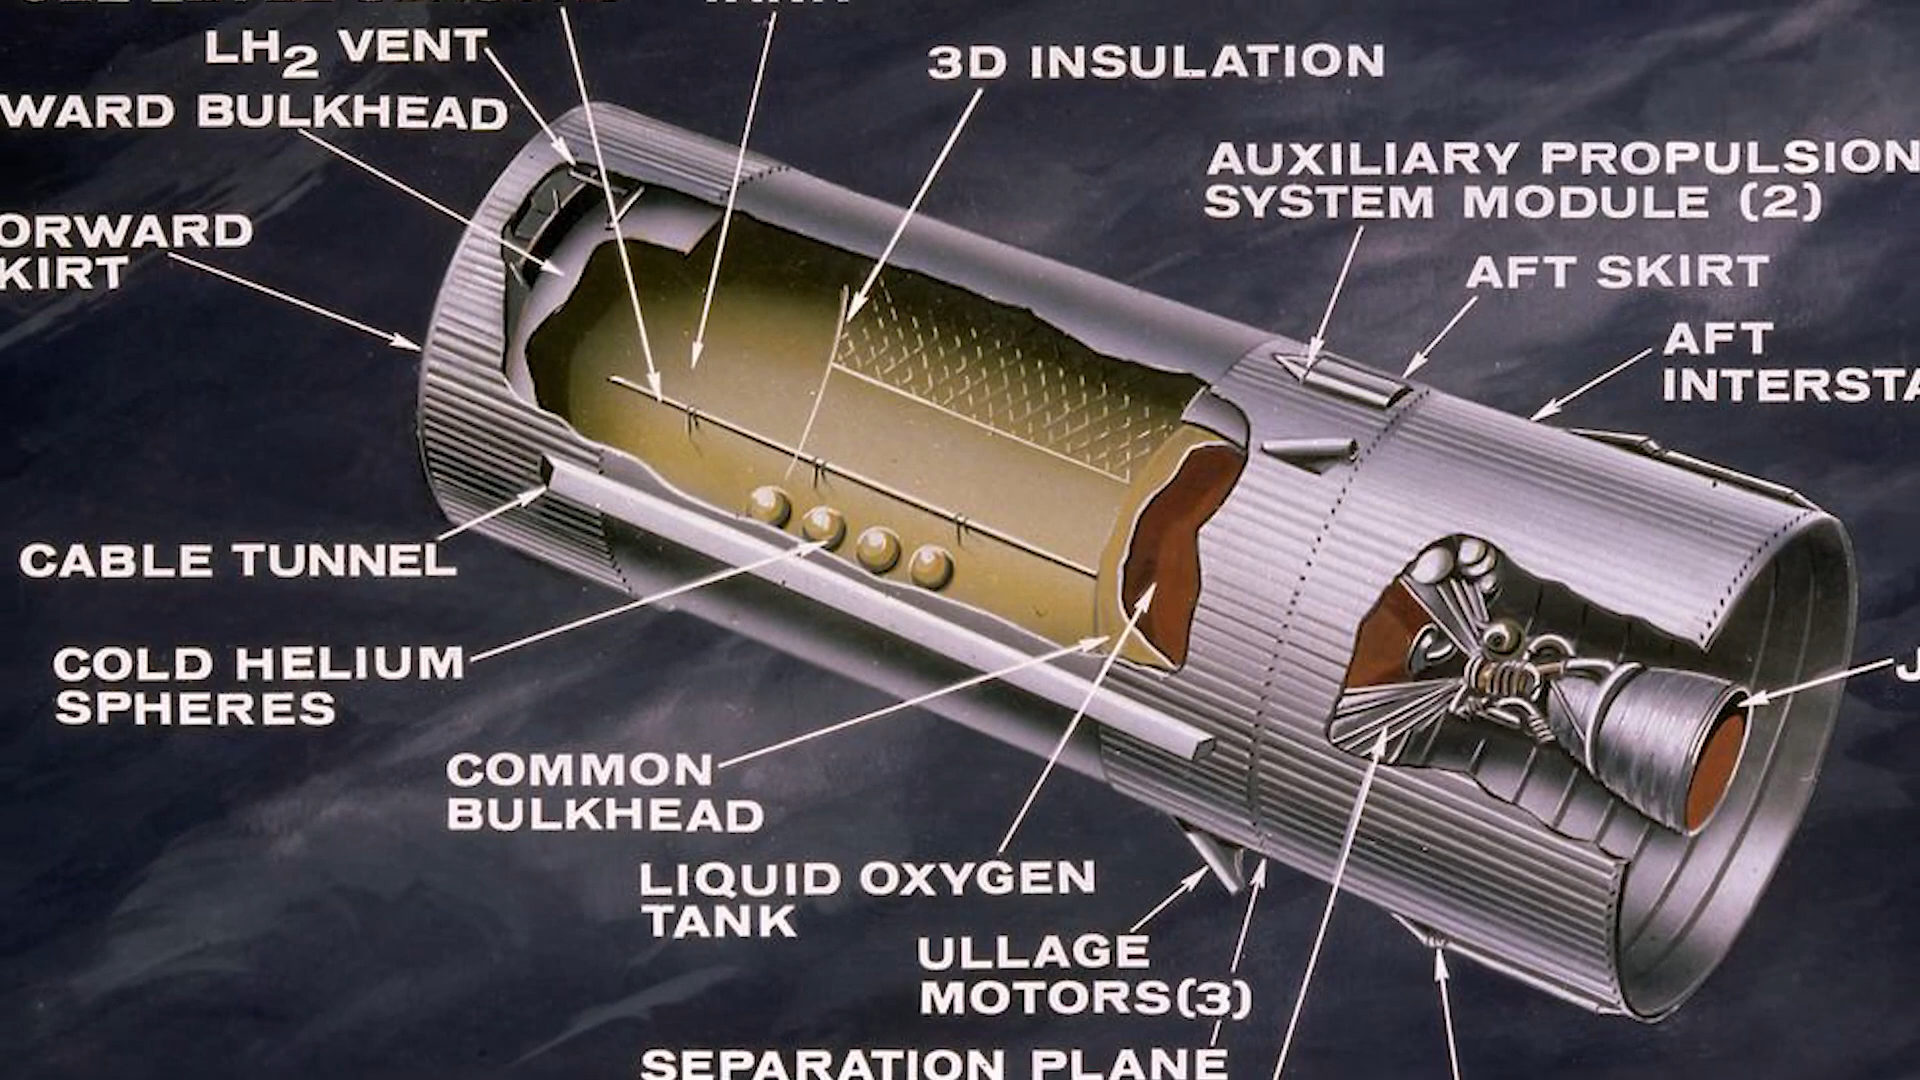 LH2 VENT
WARD BULKHEAD
3D INSULATION
AUXILIARY PROPULSION
SYSTEM MODULE (2)
ORWARD
KIRT
AFT SKIRT
AFT
INTERSTA
CABLE TUNNEL
COLD HELIUM
SPHERES
J
COMMON
BULKHEAD
LIQUID OXYGEN
TANK
ULLAGE
MOTORS(3)
SEPARATION PLANE